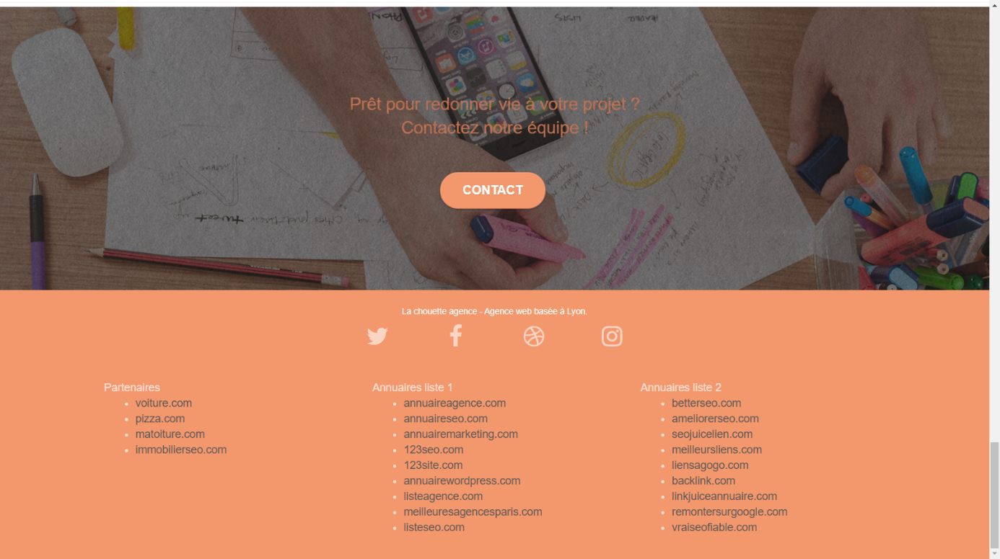 LISTS
HEADER
Prêt pour redonner vie à votre projet ?
Contactez notre équipe !
CONTACT
tweet
La chouette agence - Agence web basée à Lyon.
Partenaires
voiture.com
pizza.com
matoiture.com
immobilierseo.com
Annuaires liste 1
annuaireagence.com
annuaireseo.com
annuairemarketing.com
123seo.com
123site.com
annuairewordpress.com
listeagence.com
meilleuresagencesparis.com
listeseo.com
Annuaires liste 2
betterseo.com
ameliorerseo.com
seojuicelien.com
meilleursliens.com
liensagogo.com
backlink.com
linkjuiceannuaire.com
remontersurgoogle.com
vraiseofiable.com